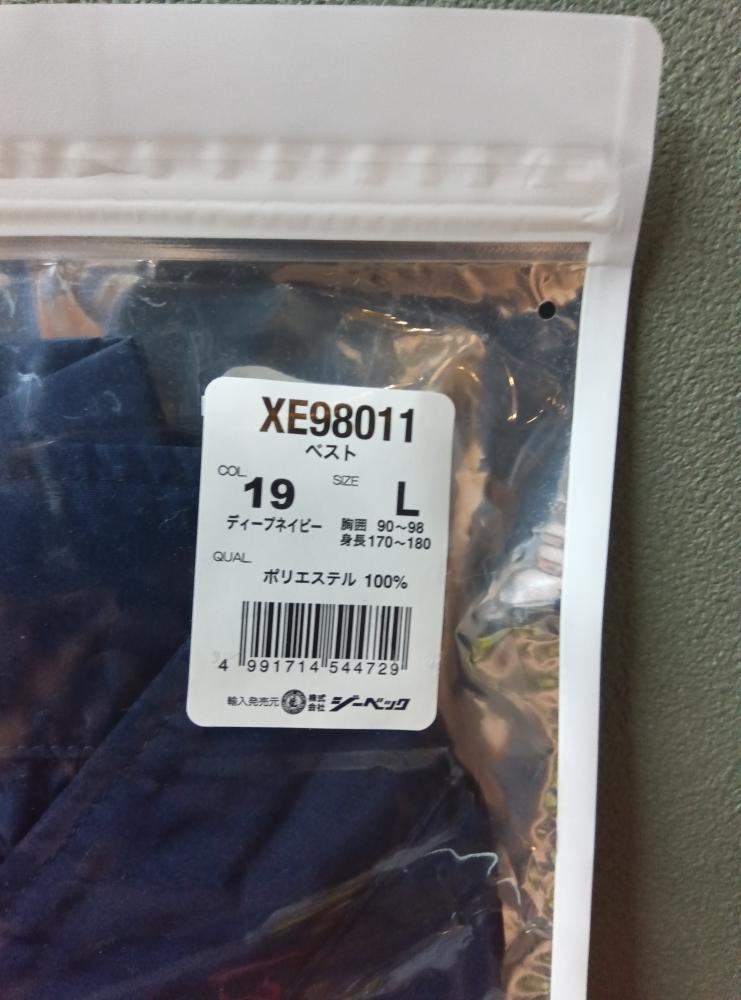 XE98011
ベスト
COL.
19
ディープネイビー
SIZE
L
胸囲 90～98
身長170～180
QUAL.
ポリエステル 100%
4 991714 544729
輸入発売元 株式会社 ジーベック